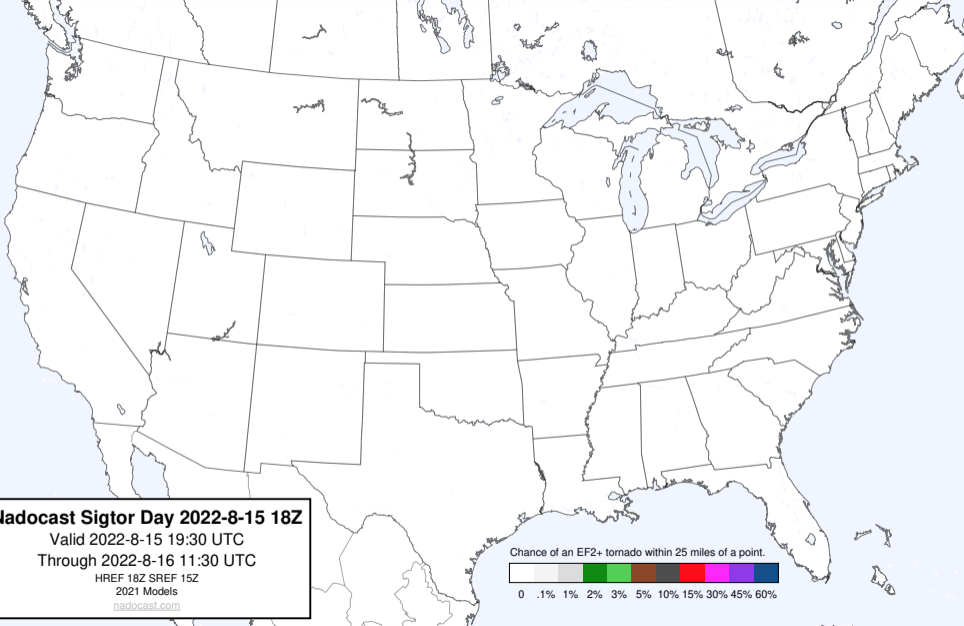 Nadocast Sigtor Day 2022-8-15 18Z
Valid 2022-8-15 19:30 UTC
Through 2022-8-16 11:30 UTC
HREF 18Z SREF 15Z
2021 Models
nadocast.com
Chance of an EF2+ tornado within 25 miles of a point.
0 .1% 1% 2% 3% 5% 10% 15% 30% 45% 60%